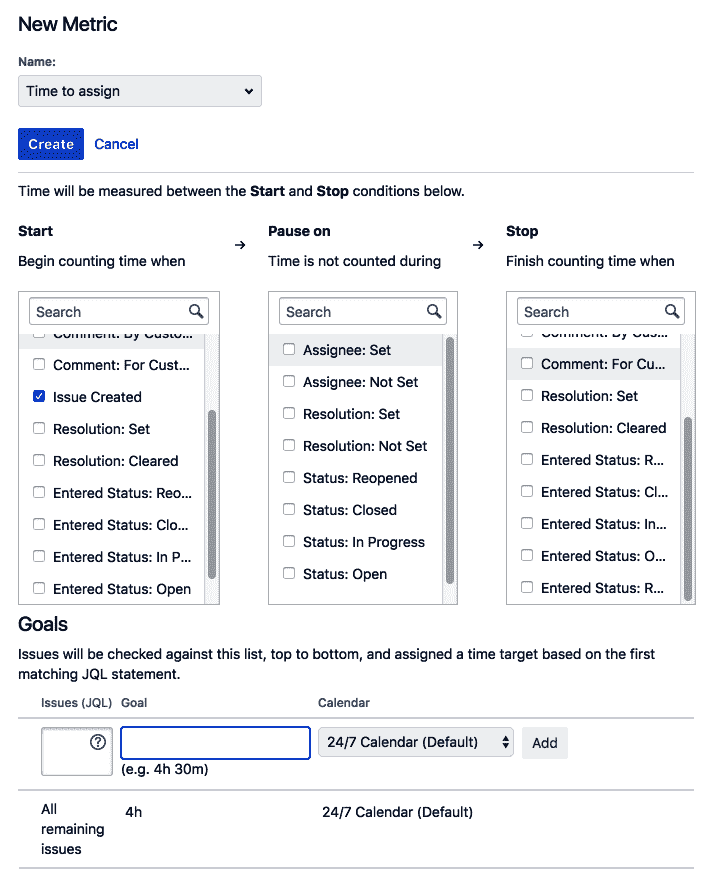 New Metric
Name:
Time to assign
Create Cancel
Time will be measured between the Start and Stop conditions below.
Start
Begin counting time when
Search
Comment: By Custo...
Comment: For Cust...
Issue Created
Resolution: Set
Resolution: Cleared
Entered Status: Reo...
Entered Status: Clo...
Entered Status: In P...
Entered Status: Open
→
Pause on
Time is not counted during
Search
Assignee: Set
Assignee: Not Set
Resolution: Set
Resolution: Not Set
Status: Reopened
Status: Closed
Status: In Progress
Status: Open
→
Stop
Finish counting time when
Search
Comment: By Cus...
Comment: For Cu...
Resolution: Set
Resolution: Cleared
Entered Status: R...
Entered Status: Cl...
Entered Status: In...
Entered Status: O...
Entered Status: R...
Goals
Issues will be checked against this list, top to bottom, and assigned a time target based on the first
matching JQL statement.
Issues (JQL) Goal Calendar
? 24/7 Calendar (Default) Add
(e.g. 4h 30m)
All 4h 24/7 Calendar (Default)
remaining
issues